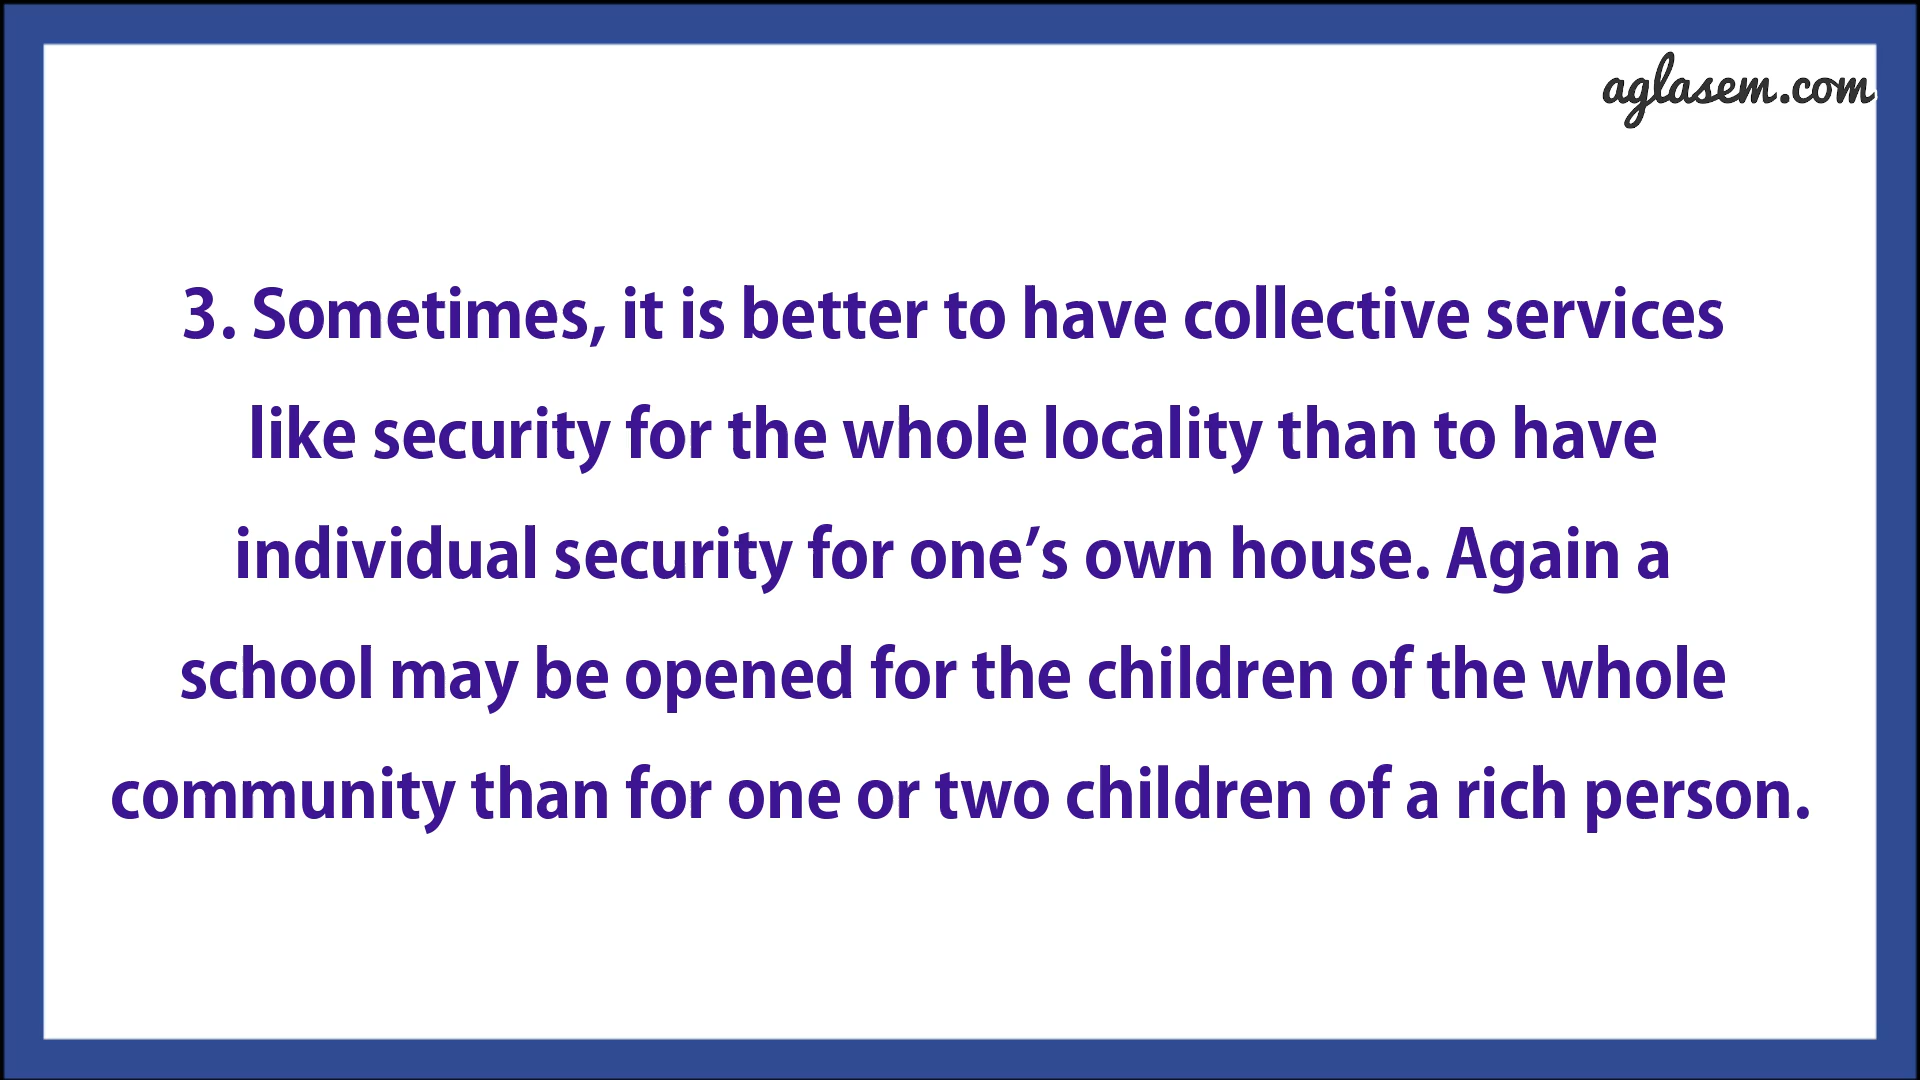 aglasem.com
3. Sometimes, it is better to have collective services
like security for the whole locality than to have
individual security for one’s own house. Again a
school may be opened for the children of the whole
community than for one or two children of a rich person.